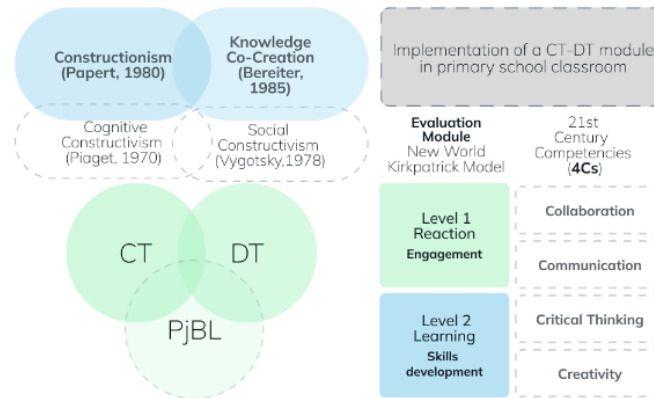 Constructionism
(Papert, 1980)
Knowledge
Co-Creation
(Bereiter,
1985)
Cognitive
Constructivism
(Piaget, 1970)
Social
Constructivism
(Vygotsky,1978)
CT
DT
PjBL
Implementation of a CT-DT module
in primary school classroom
Evaluation
Module
New World
Kirkpatrick Model
21st
Century
Competencies
(4Cs)
Level 1
Reaction
Engagement
Level 2
Learning
Skills
development
Collaboration
Communication
Critical Thinking
Creativity